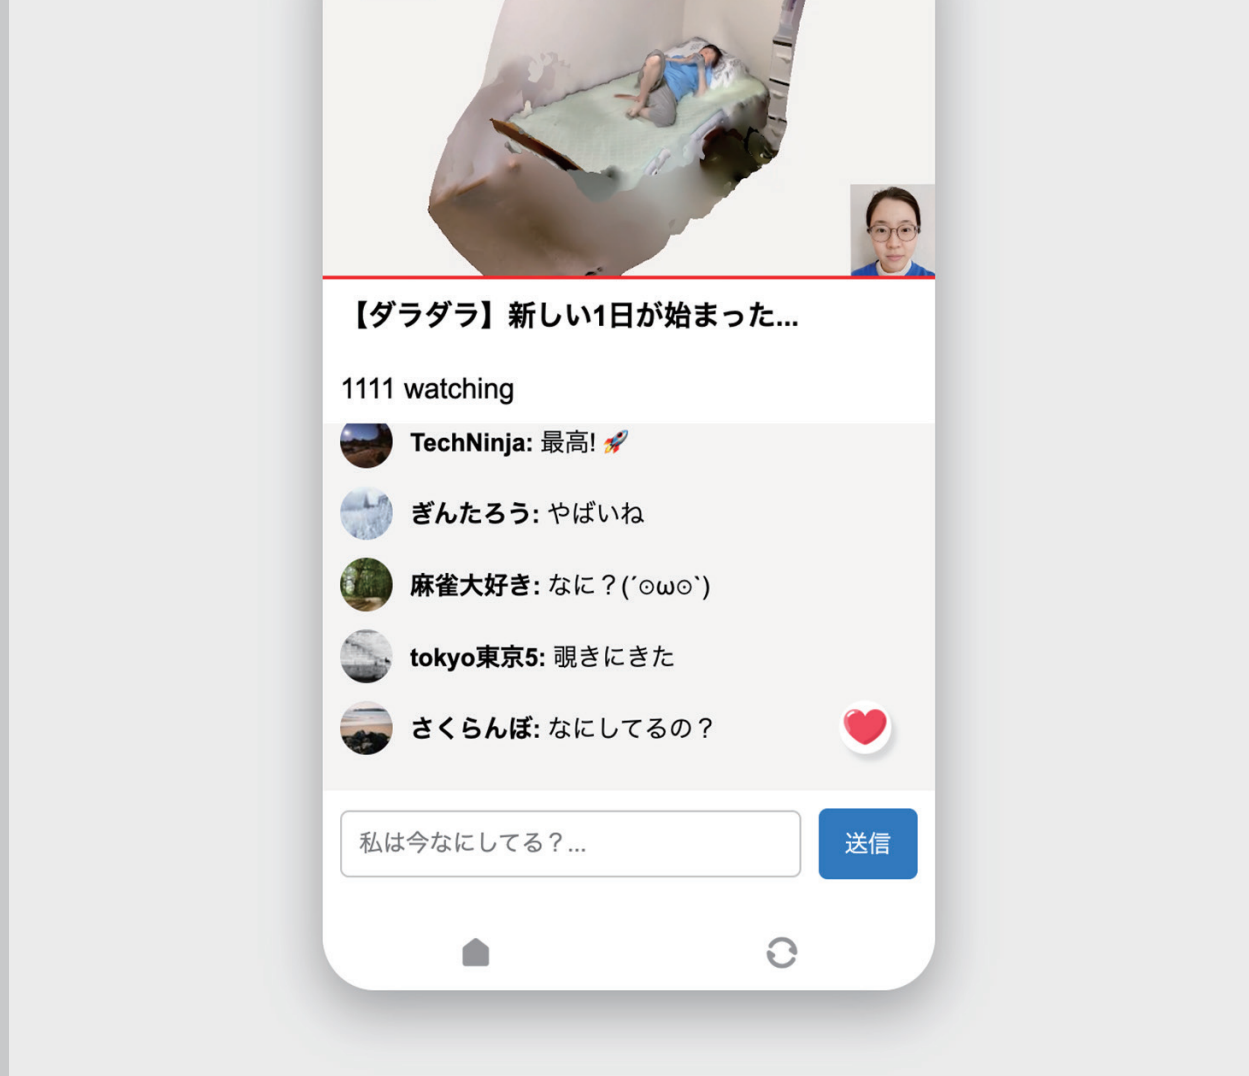 【ダラダラ】新しい1日が始まった...
1111 watching
TechNinja: 最高! 🚀
ぎんたろう: やばいね
麻雀大好き: なに？(´⊙ω⊙`)
tokyo東京5: 覗きにきた
さくらんぼ: なにしてるの？
私は今なにしてる？...
送信